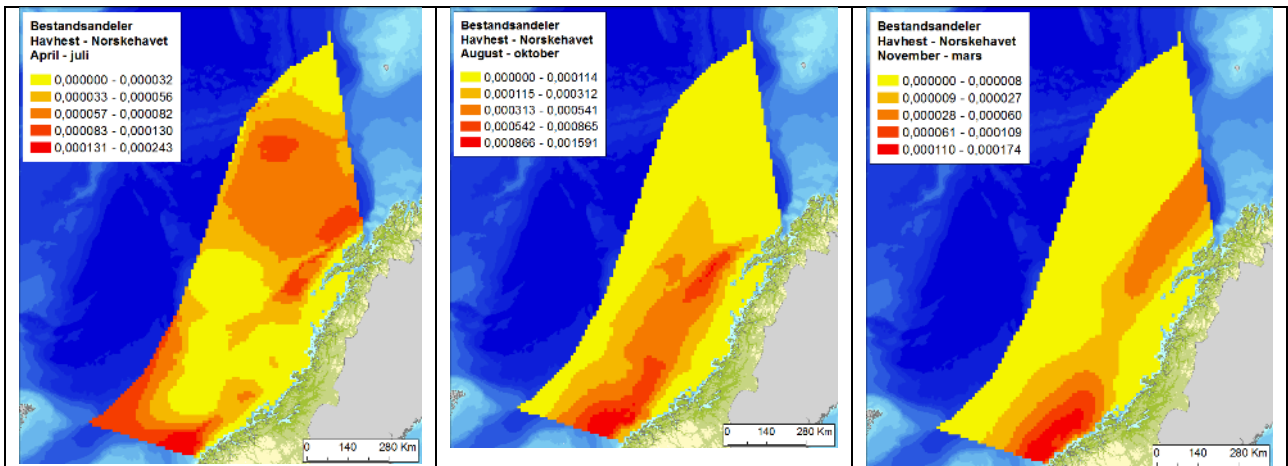 Bestandsandeler
Havhest - Norskehavet
April - juli
0,000000 - 0,000032
0,000033 - 0,000056
0,000057 - 0,000082
0,000083 - 0,000130
0,000131 - 0,000243
0 140 280 Km
Bestandsandeler
Havhest - Norskehavet
August - oktober
0,000000 - 0,000114
0,000115 - 0,000312
0,000313 - 0,000541
0,000542 - 0,000865
0,000866 - 0,001591
0 140 280 Km
Bestandsandeler
Havhest - Norskehavet
November - mars
0,000000 - 0,000008
0,000009 - 0,000027
0,000028 - 0,000060
0,000061 - 0,000109
0,000110 - 0,000174
0 140 280 Km